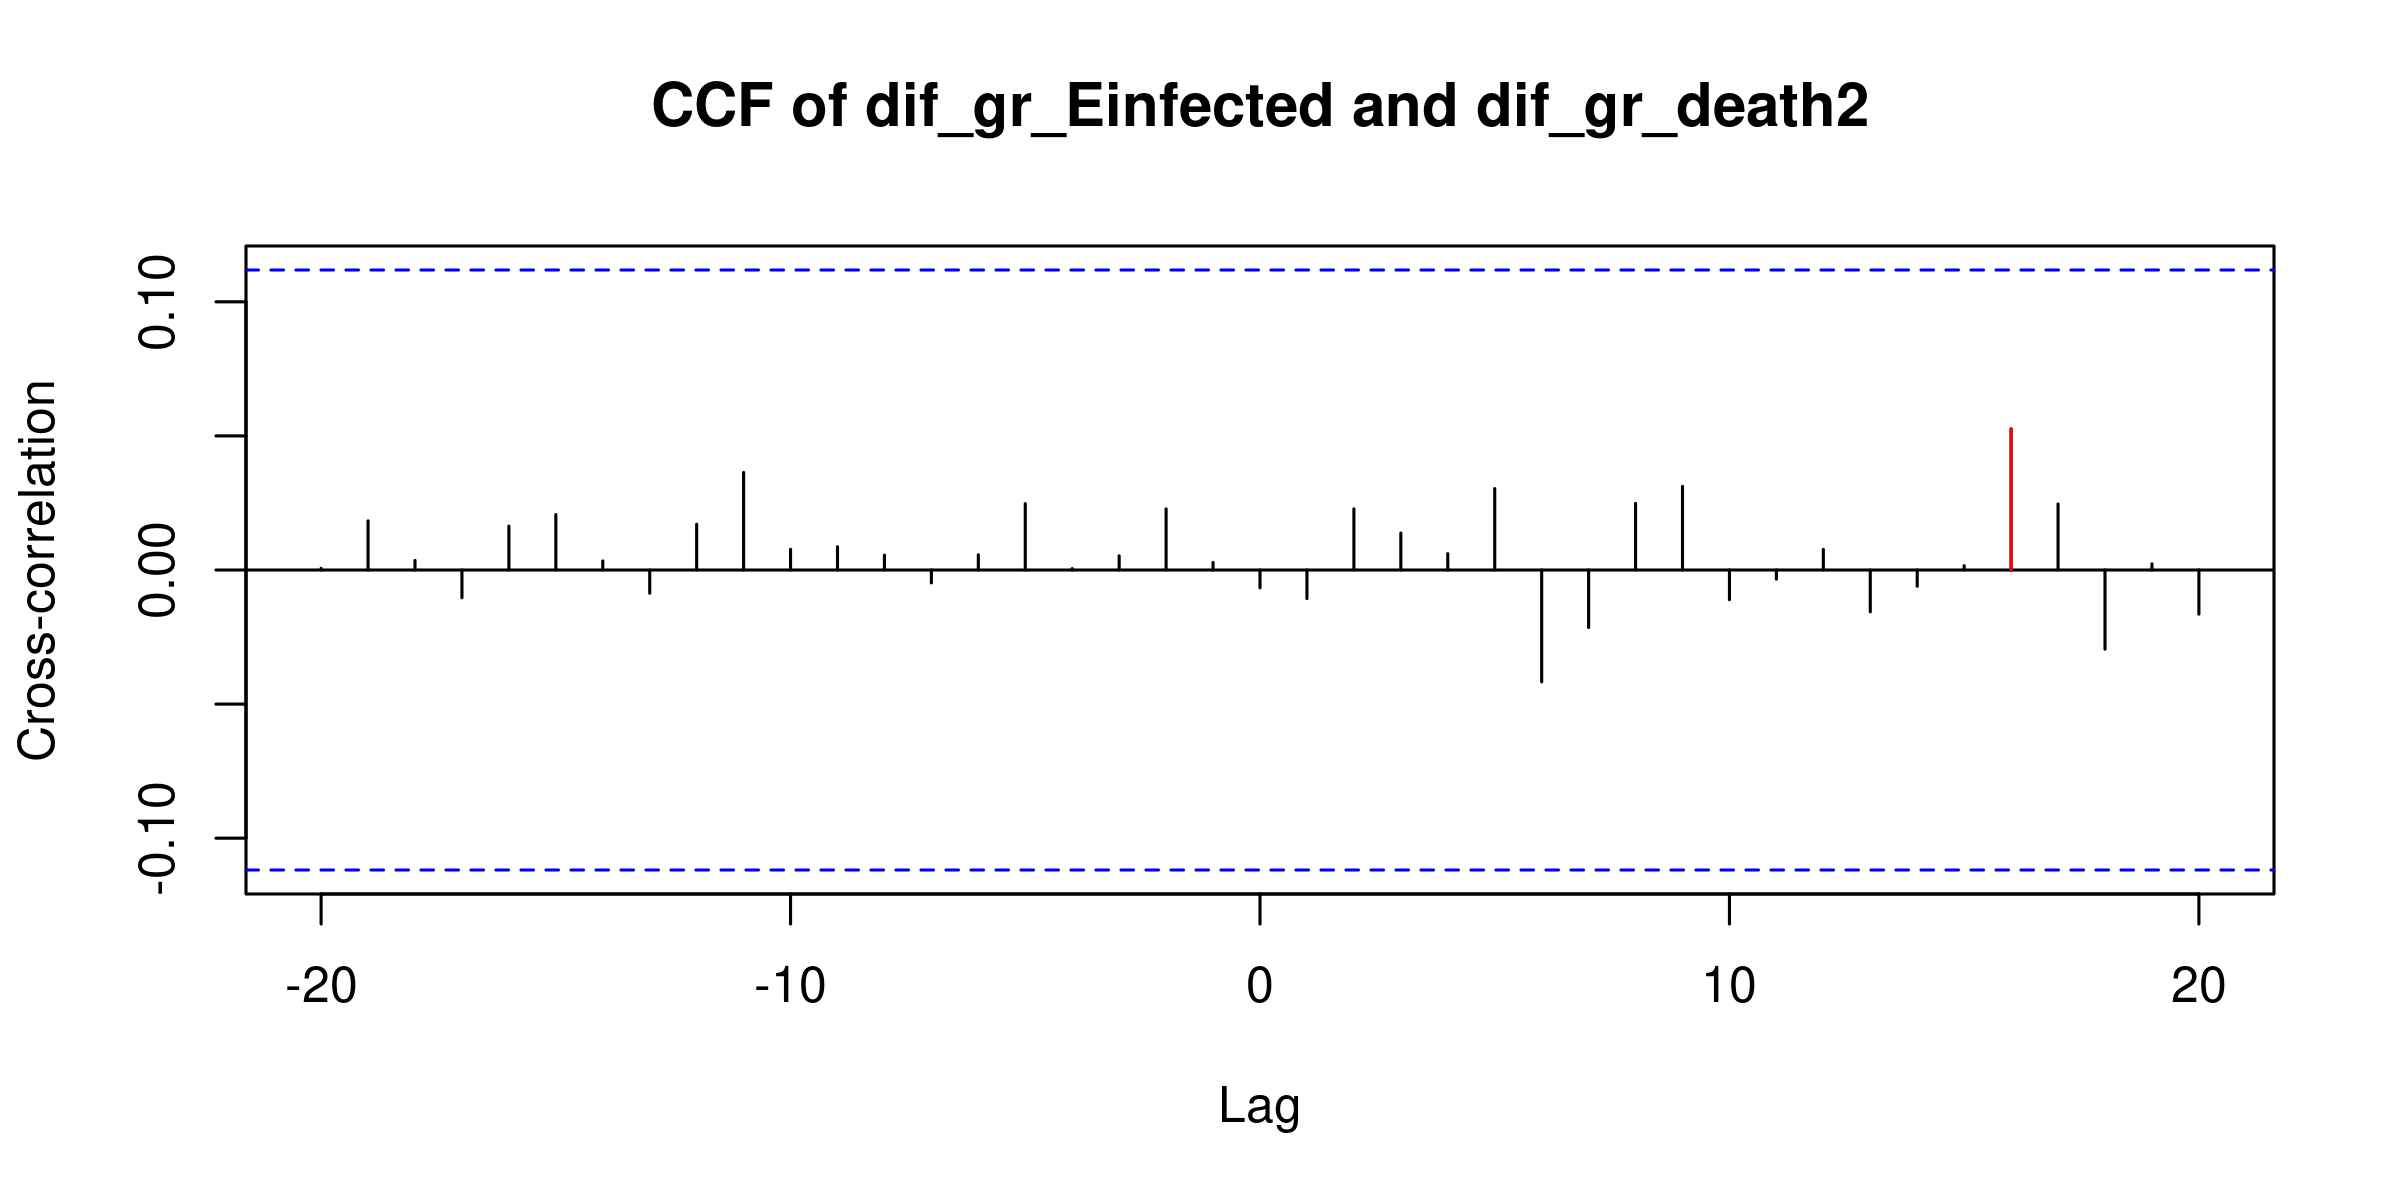 CCF of dif_gr_Einfected and dif_gr_death2
Cross-correlation
0.10
0.00
-0.10
-20 -10 0 10 20
Lag